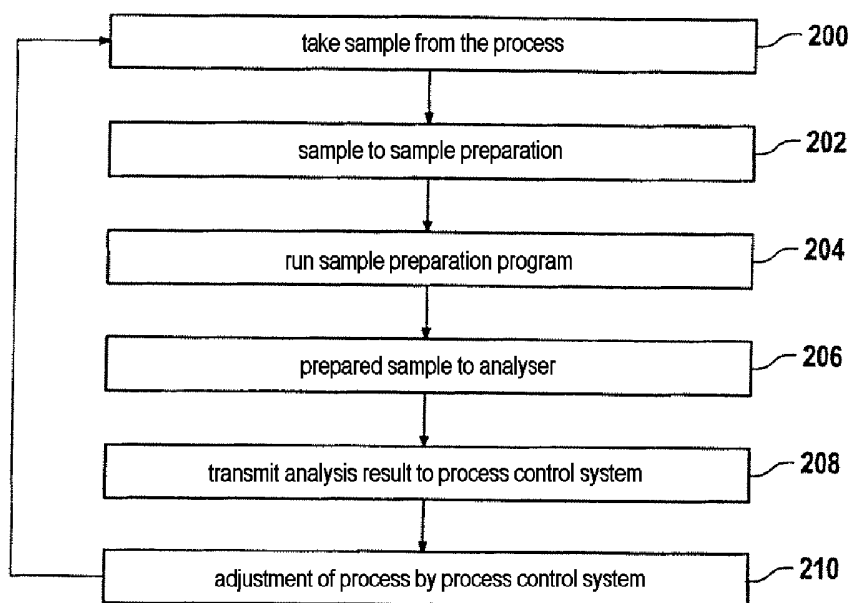 take sample from the process
200
sample to sample preparation
202
run sample preparation program
204
prepared sample to analyser
206
transmit analysis result to process control system
208
adjustment of process by process control system
210